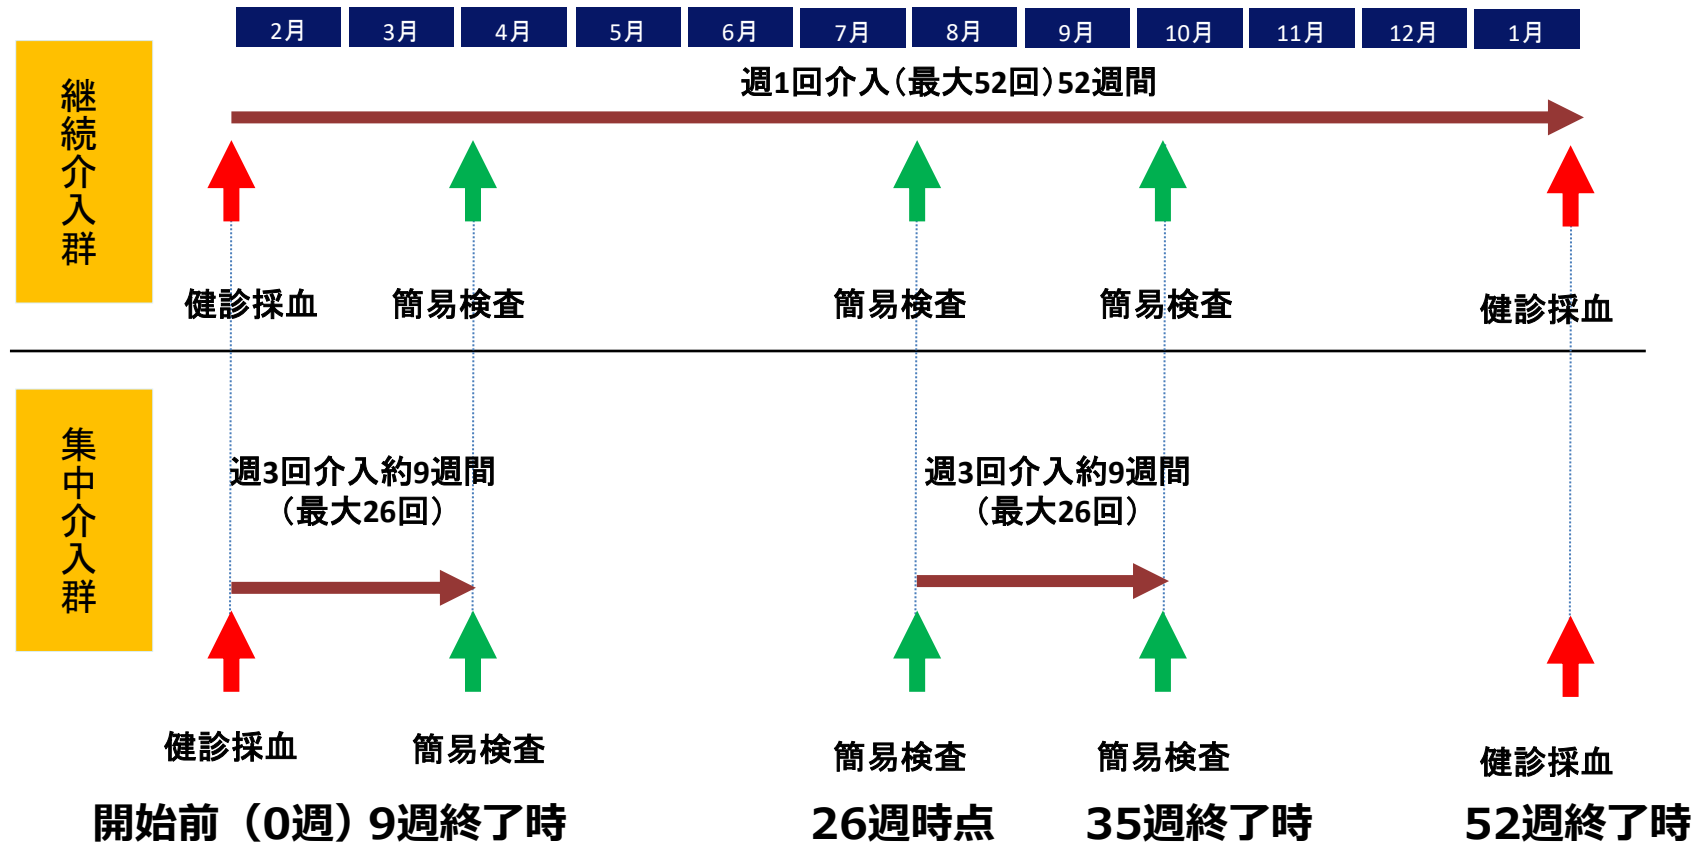 2月 3月 4月 5月 6月 7月 8月 9月 10月 11月 12月 1月
週1回介入（最大52回）52週間
継続介入群
健診採血 簡易検査 簡易検査 簡易検査 健診採血
集中介入群
週3回介入約9週間
（最大26回）
週3回介入約9週間
（最大26回）
健診採血 簡易検査 簡易検査 簡易検査 健診採血
開始前（0週） 9週終了時 26週時点 35週終了時 52週終了時